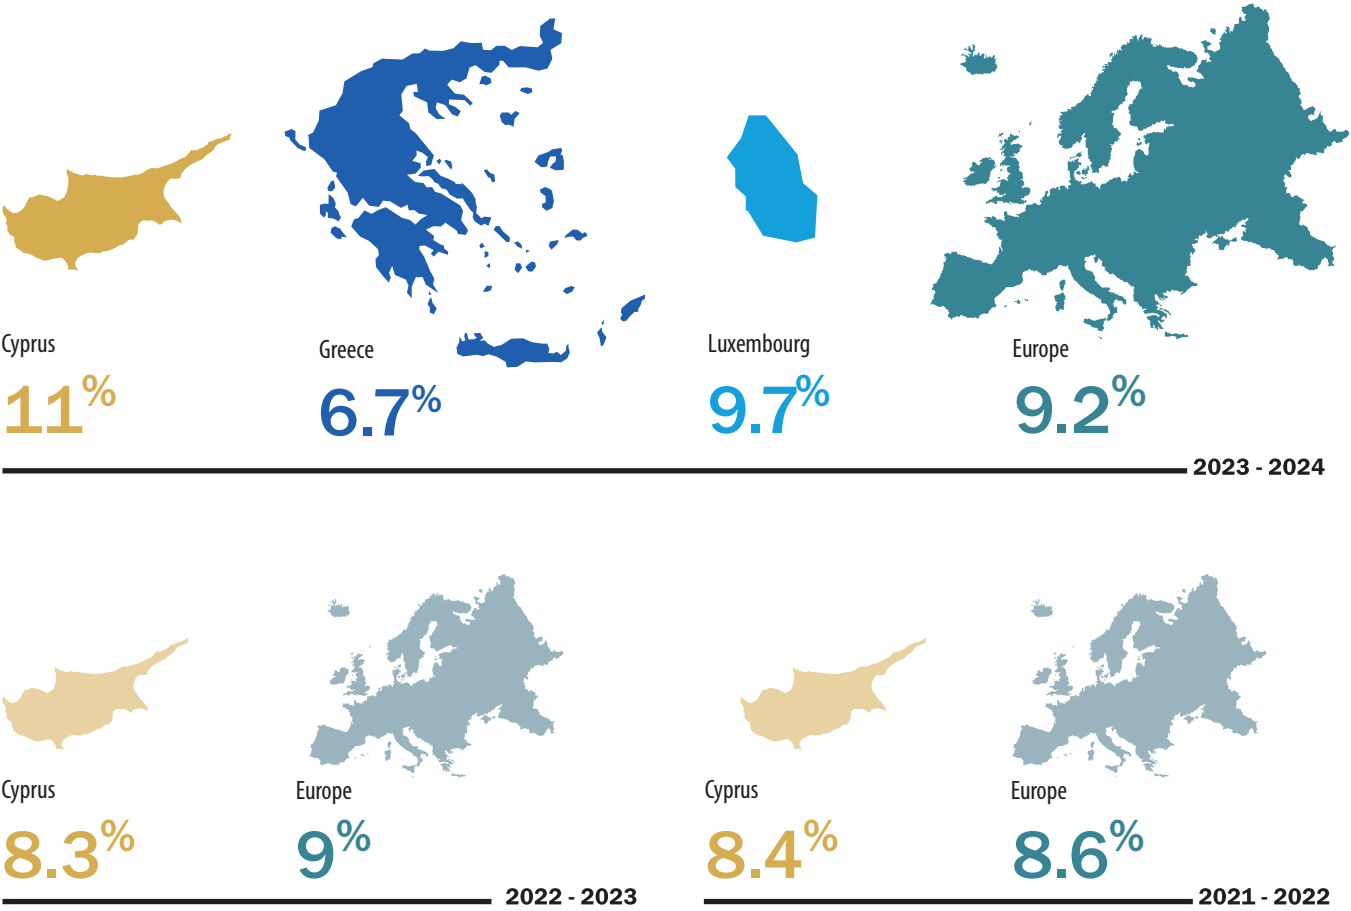 Cyprus
11%
Greece
6.7%
Luxembourg
9.7%
Europe
9.2%
2023 - 2024
Cyprus
8.3%
Europe
9%
2022 - 2023
Cyprus
8.4%
Europe
8.6%
2021 - 2022